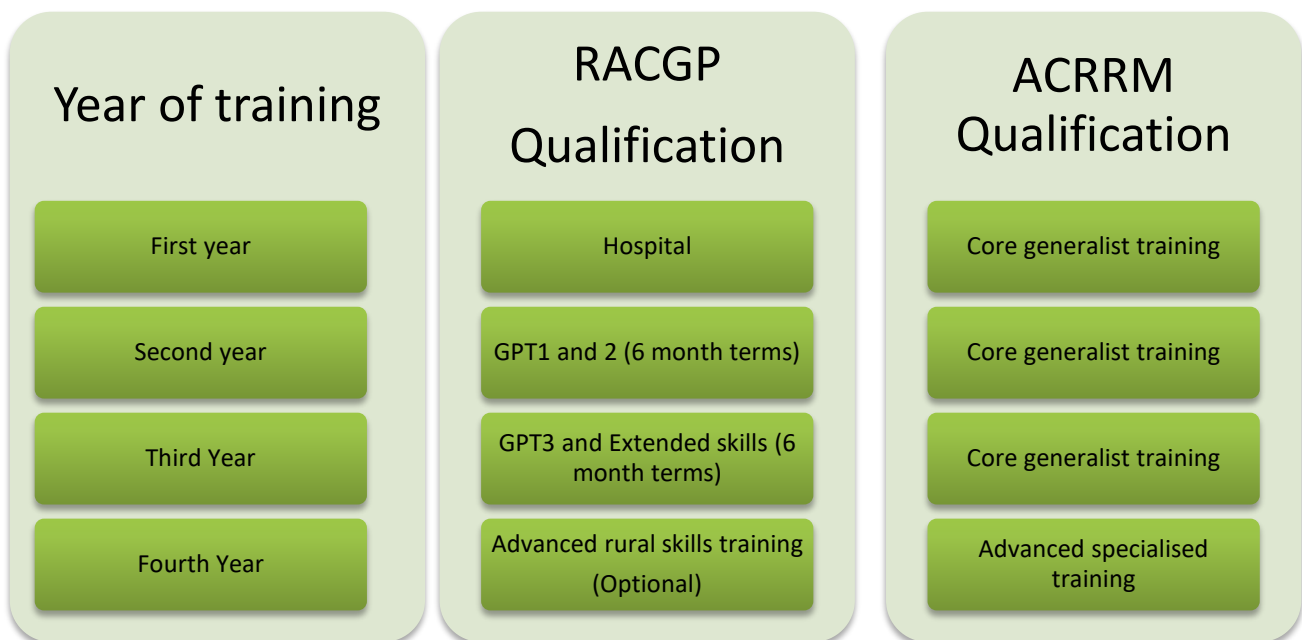 Year of training
First year
Second year
Third Year
Fourth Year
RACGP
Qualification
Hospital
GPT1 and 2 (6 month terms)
GPT3 and Extended skills (6
month terms)
Advanced rural skills training
(Optional)
ACRRM
Qualification
Core generalist training
Core generalist training
Core generalist training
Advanced specialised
training